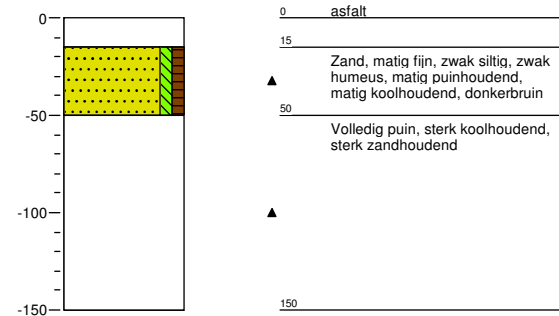 0
-50
-100
-150
0 asfalt
15
Zand, matig fijn, zwak siltig, zwak
humeus, matig puinhoudend,
matig koolhoudend, donkerbruin
50
Volledig puin, sterk koolhoudend,
sterk zandhoudend
150